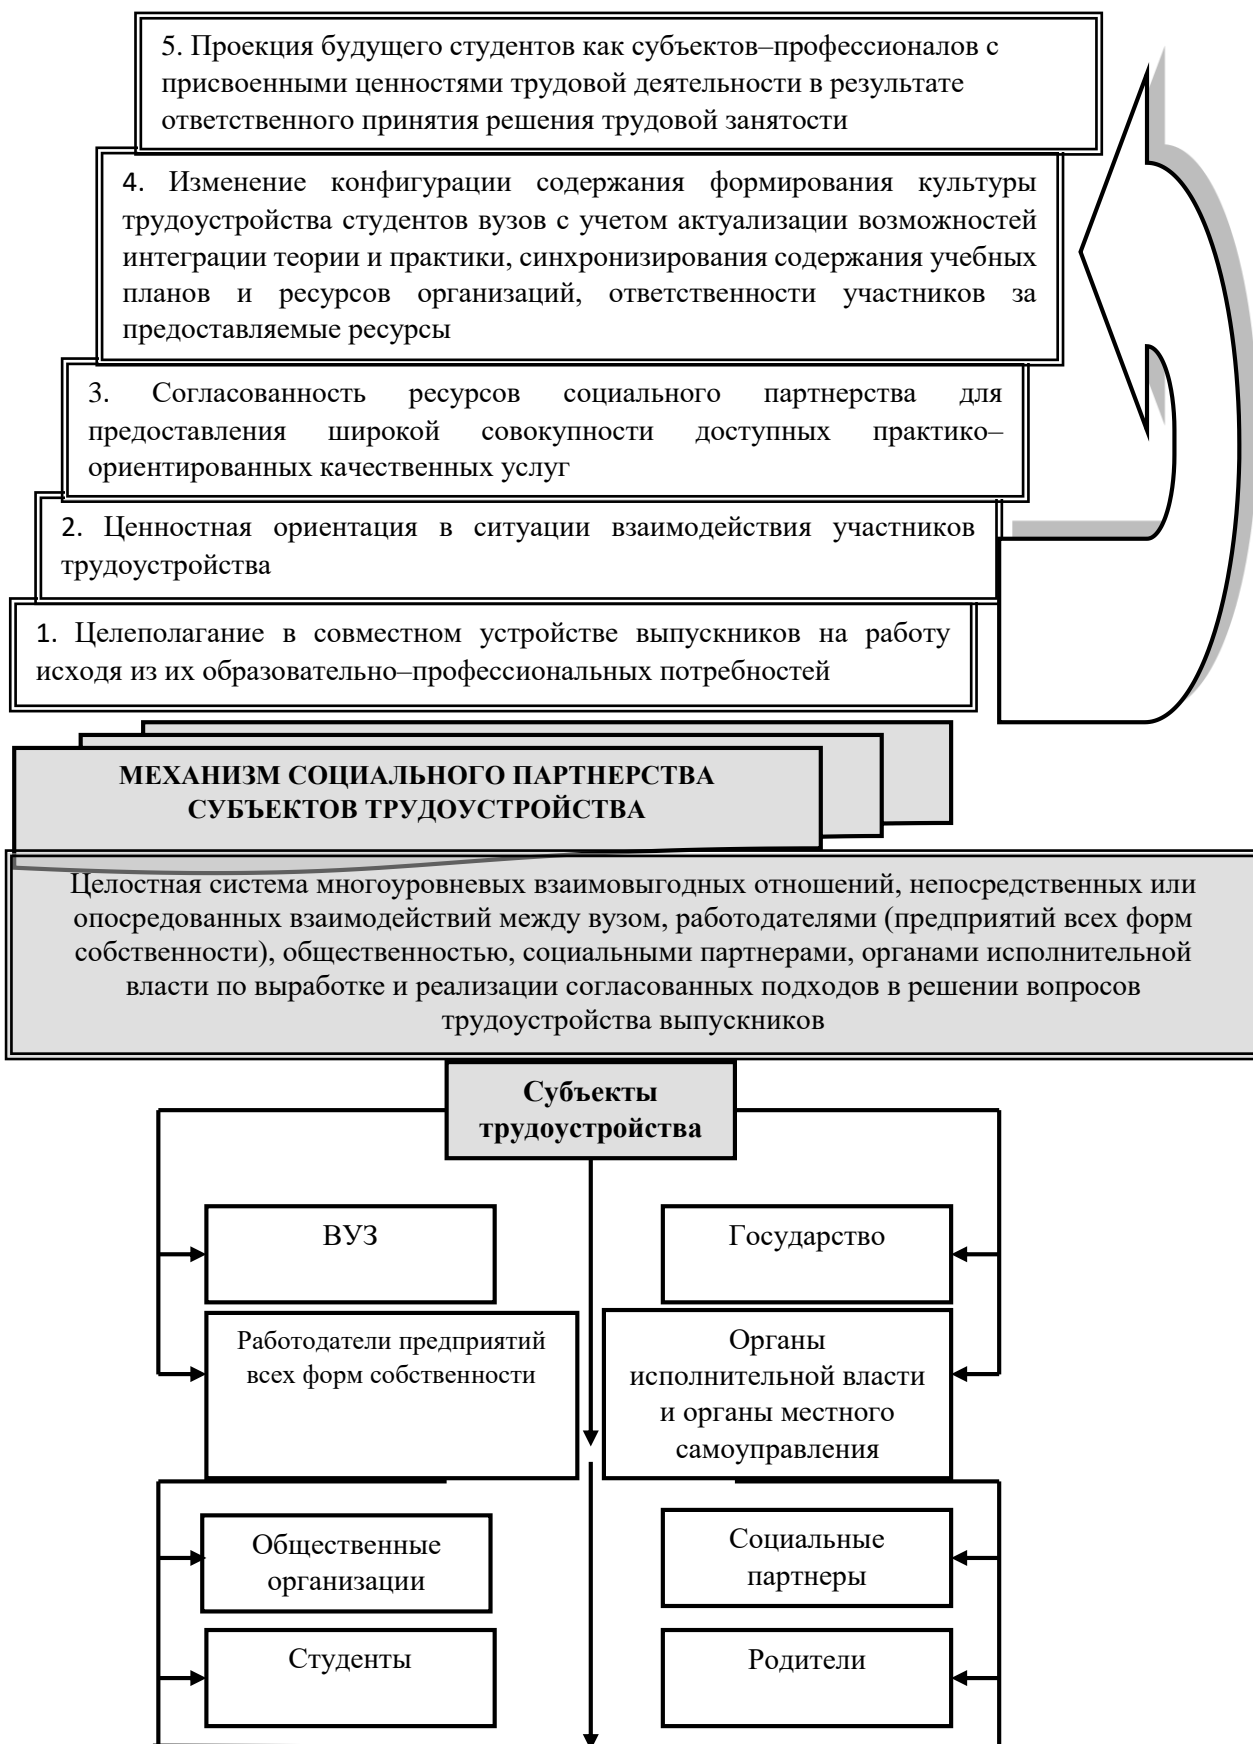 5. Проекция будущего студентов как субъектов–профессионалов с
присвоенными ценностями трудовой деятельности в результате
ответственного принятия решения трудовой занятости
4. Изменение конфигурации содержания формирования культуры
трудоустройства студентов вузов с учетом актуализации возможностей
интеграции теории и практики, синхронизирования содержания учебных
планов и ресурсов организаций, ответственности участников за
предоставляемые ресурсы
3. Согласованность ресурсов социального партнерства для
предоставления широкой совокупности доступных практико–
ориентированных качественных услуг
2. Ценностная ориентация в ситуации взаимодействия участников
трудоустройства
1. Целеполагание в совместном устройстве выпускников на работу
исходя из их образовательно–профессиональных потребностей
МЕХАНИЗМ СОЦИАЛЬНОГО ПАРТНЕРСТВА
СУБЪЕКТОВ ТРУДОУСТРОЙСТВА
Целостная система многоуровневых взаимовыгодных отношений, непосредственных или
опосредованных взаимодействий между вузом, работодателями (предприятий всех форм
собственности), общественностью, социальными партнерами, органами исполнительной
власти по выработке и реализации согласованных подходов в решении вопросов
трудоустройства выпускников
Субъекты
трудоустройства
ВУЗ
Государство
Работодатели предприятий
всех форм собственности
Органы
исполнительной власти
и органы местного
самоуправления
Общественные
организации
Социальные
партнеры
Студенты
Родители